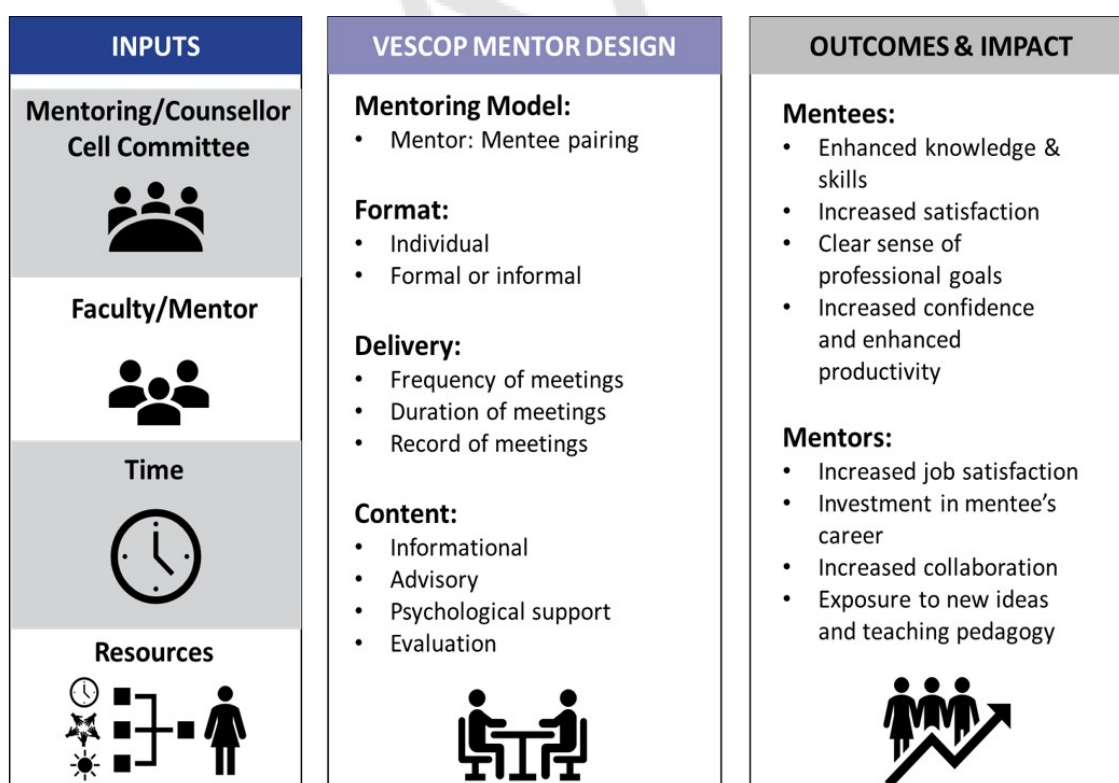 INPUTS
Mentoring/Counsellor
Cell Committee
Faculty/Mentor
Time
Resources
VESCOP MENTOR DESIGN
Mentoring Model:
• Mentor: Mentee pairing
Format:
• Individual
• Formal or informal
Delivery:
• Frequency of meetings
• Duration of meetings
• Record of meetings
Content:
• Informational
• Advisory
• Psychological support
• Evaluation
OUTCOMES & IMPACT
Mentees:
• Enhanced knowledge &
skills
• Increased satisfaction
• Clear sense of
professional goals
• Increased confidence
and enhanced
productivity
Mentors:
• Increased job satisfaction
• Investment in mentee's
career
• Increased collaboration
• Exposure to new ideas
and teaching pedagogy